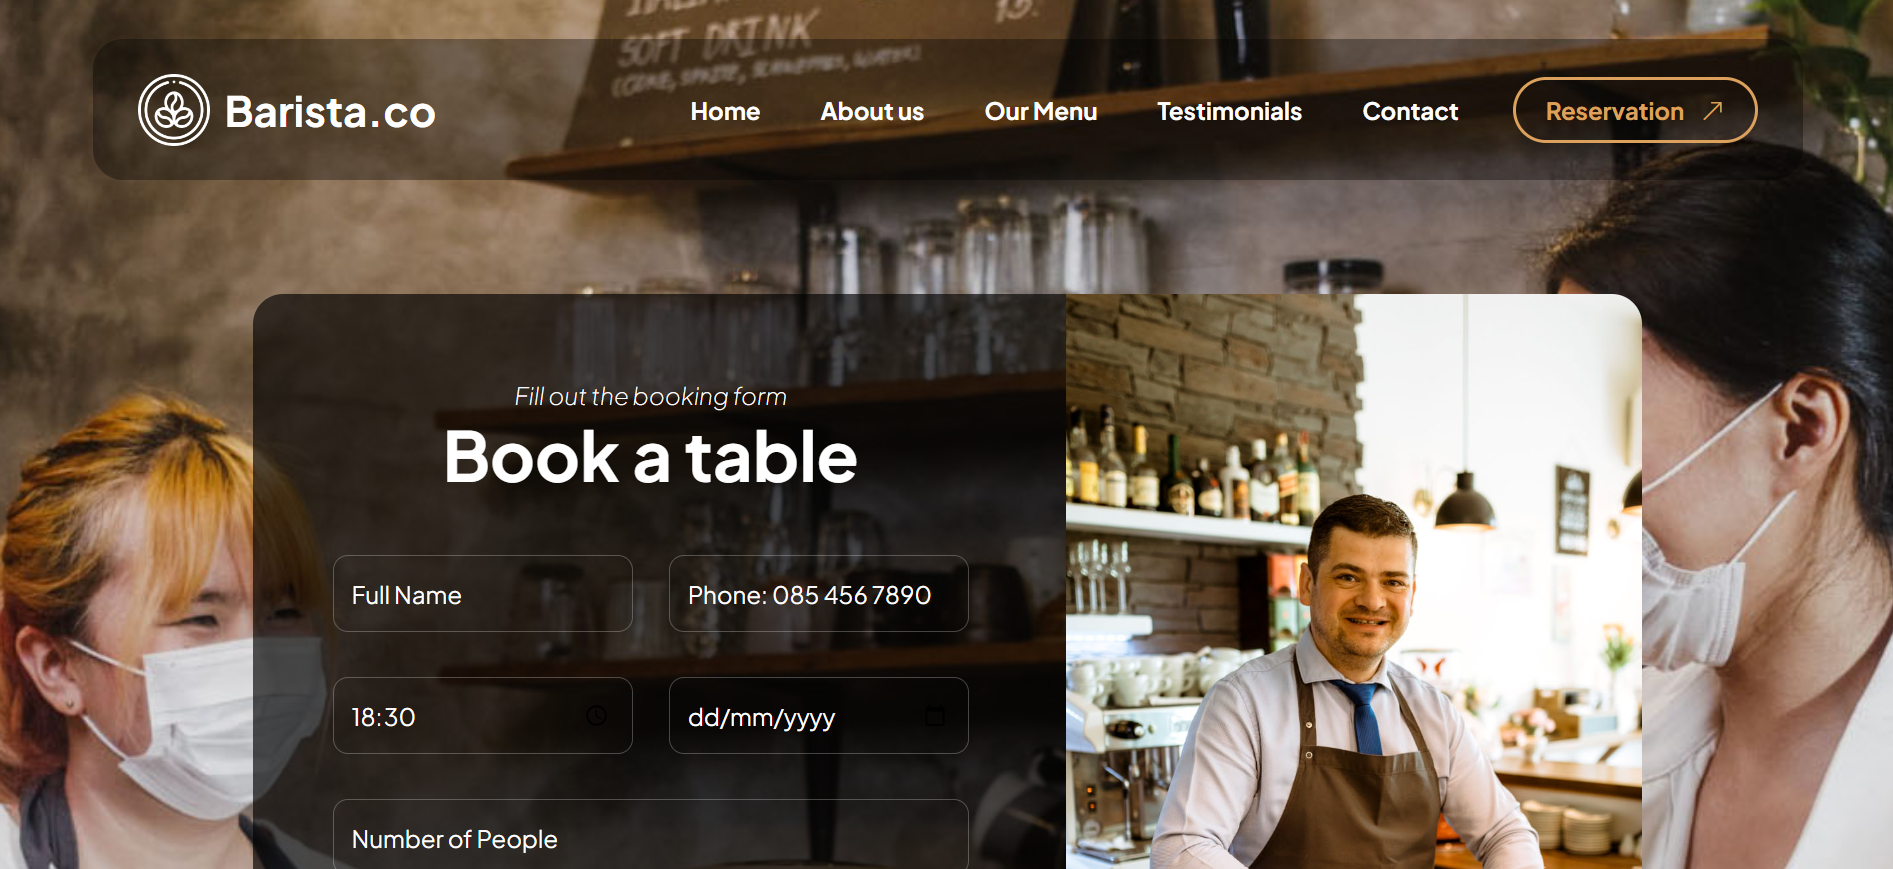 SOFT DRINK
Barista.co
Home
About us
Our Menu
Testimonials
Contact
Reservation
Fill out the booking form
Book a table
Full Name
Phone: 085 456 7890
18:30
dd/mm/yyyy
Number of People